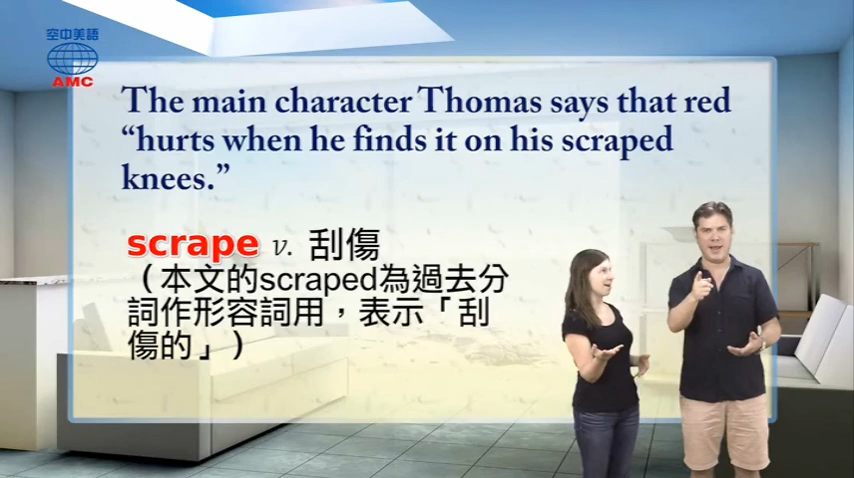 空中美語
AMC
The main character Thomas says that red
“hurts when he finds it on his scraped
knees.”
scrape v. 刮傷
（本文的scraped為過去分
詞作形容詞用，表示「刮
傷的」）